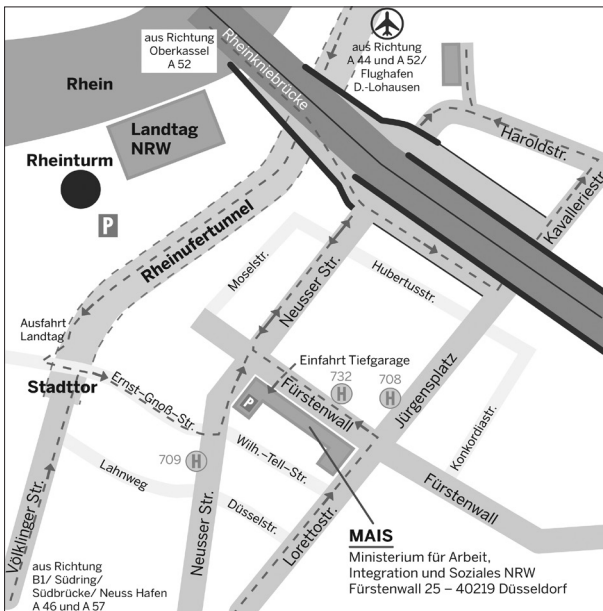 aus Richtung
Oberkassel
A 52
Rheinkniebrücke
aus Richtung
A 44 und A 52/
Flughafen
D.-Lohausen
Rhein
Landtag
NRW
Haroldstr.
Rheinturm
P
Kavalleriestr.
Rheinufertunnel
Moselstr.
Neusser Str.
Hubertusstr.
Ausfahrt
Landtag
Einfahrt Tiefgarage
732
H
708
H
Stadttor
Ernst–Gnoß–Str.
P
Fürstenwall
Jürgensplatz
Konkordiastr.
709
H
Wilh.–Tell–Str.
Lahnweg
Düsselstr.
Völklinger Str.
Neusser Str.
Lorettostr.
Fürstenwall
MAIS
Ministerium für Arbeit,
Integration und Soziales NRW
Fürstenwall 25 – 40219 Düsseldorf
aus Richtung
B1/ Südring/
Südbrücke/ Neuss Hafen
A 46 und A 57